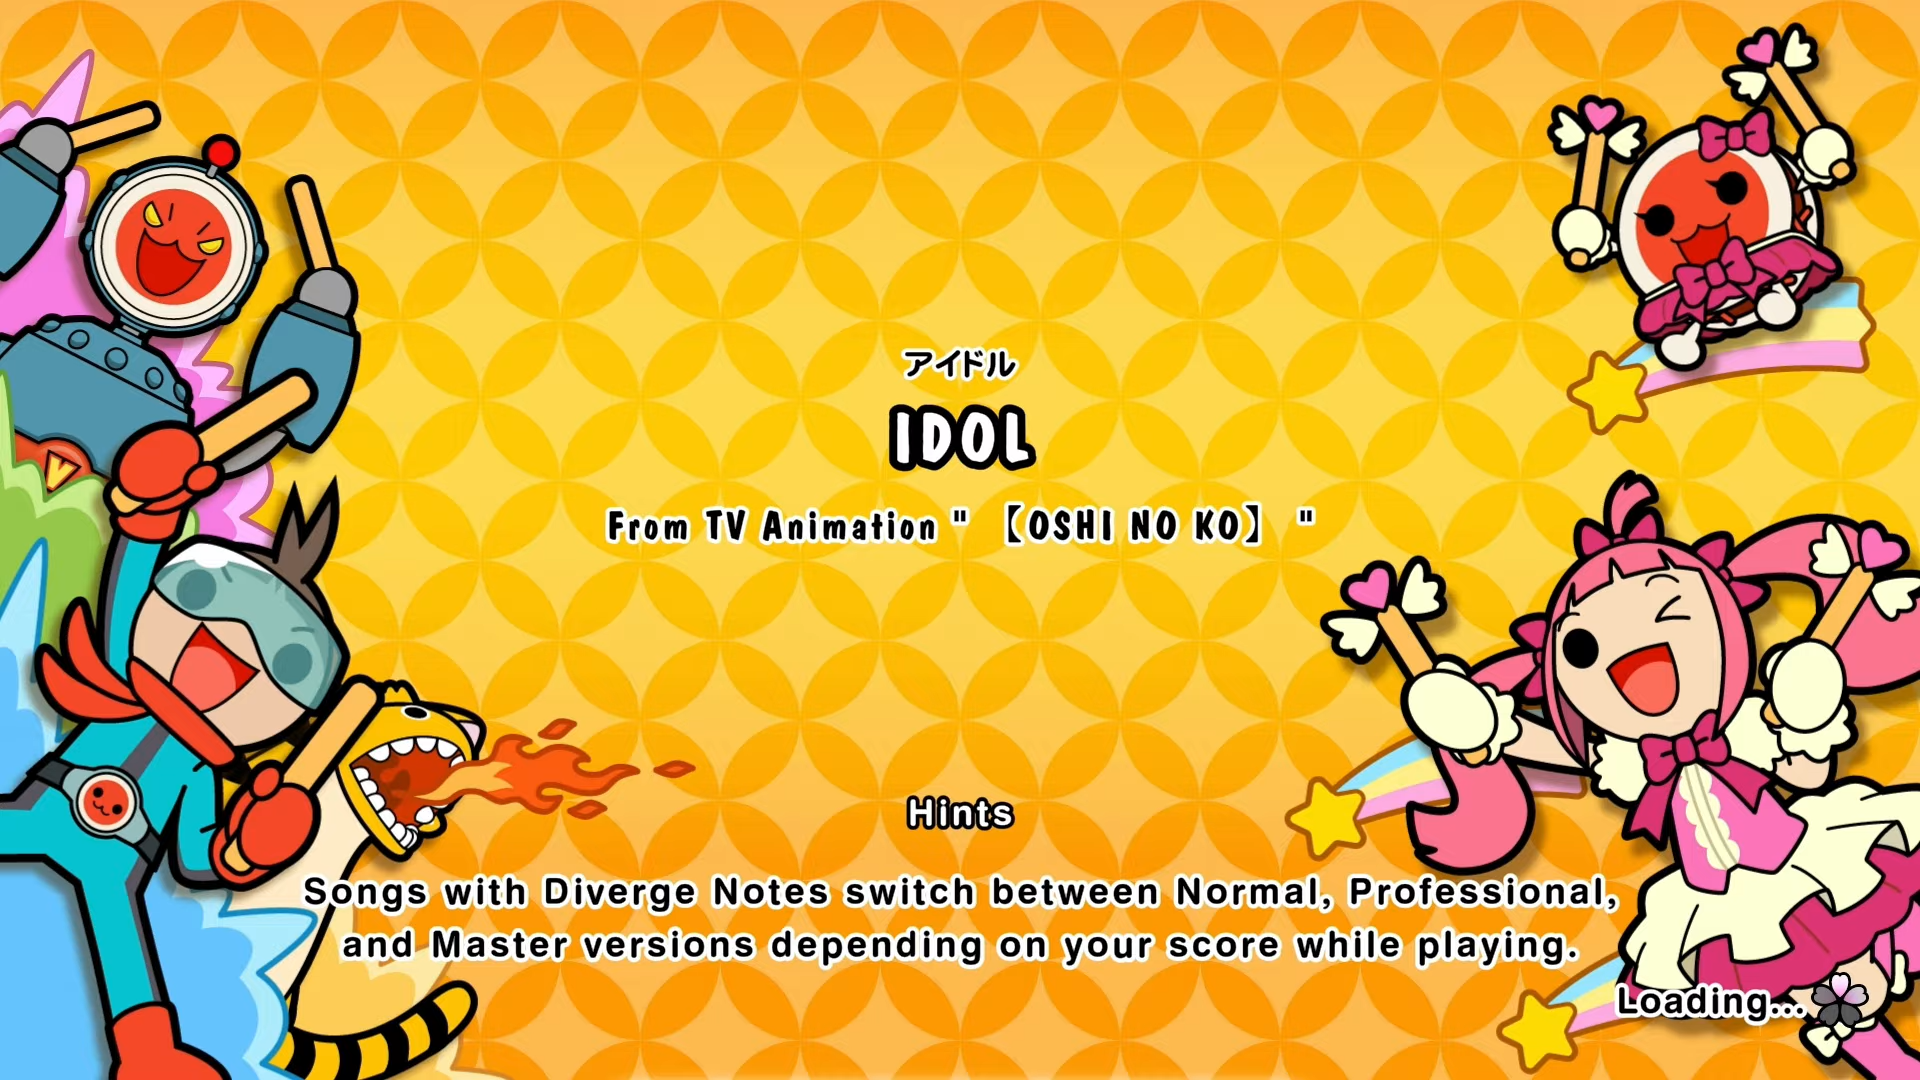 アイドル
IDOL
From TV Animation " 【OSHI NO KO】 "
Hints
Songs with Diverge Notes switch between Normal, Professional,
and Master versions depending on your score while playing.
Loading...
V